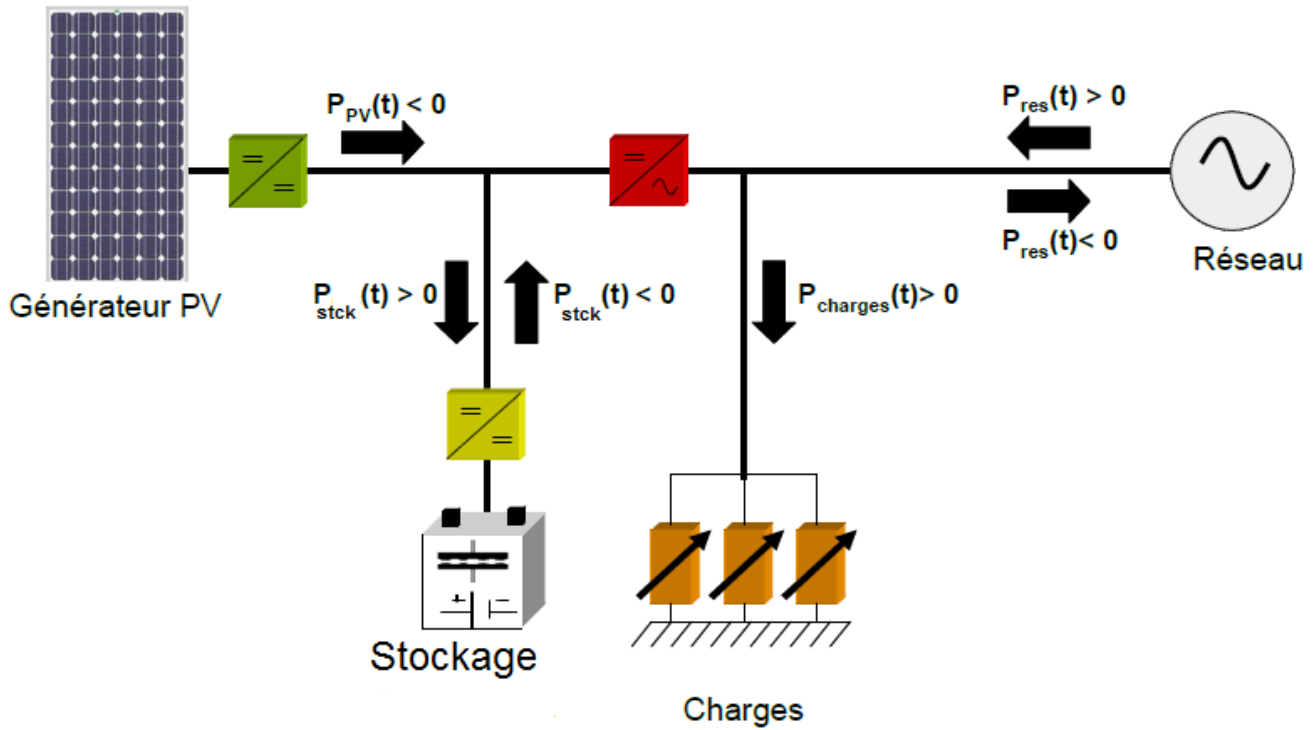 P_PV(t) < 0
P_res(t) > 0
P_res(t)< 0
Réseau
Générateur PV
P_stck(t) > 0
P_stck(t) < 0
P_charges(t)> 0
Stockage
Charges